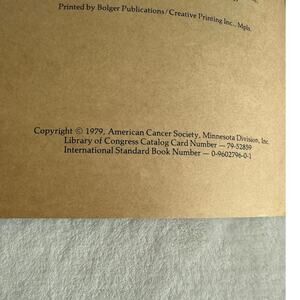 Printed by Bolger Publications/Creative Printing Inc., Mpls.
Copyright © 1979, American Cancer Society, Minnesota Division, Inc.
Library of Congress Catalog Card Number — 79-52859
International Standard Book Number — 0-9602796-0-1